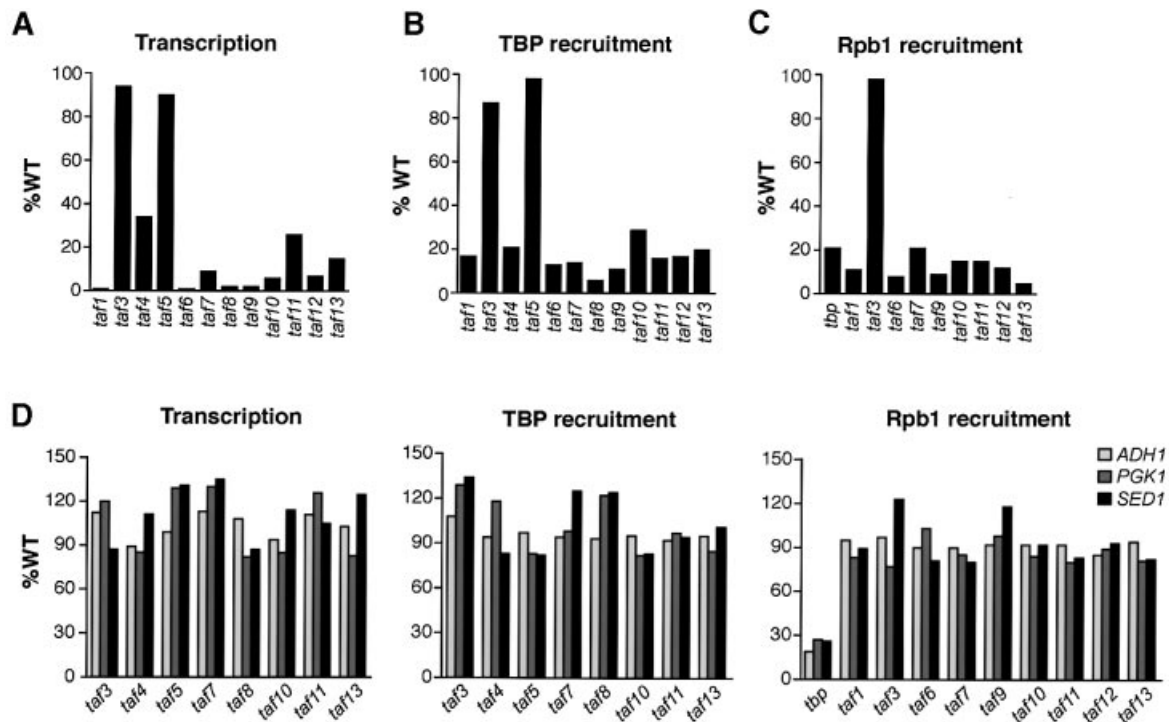 A
Transcription
%WT
100
80
60
40
20
0
taf1 taf3 taf4 taf5 taf6 taf7 taf8 taf9 taf10 taf11 taf12 taf13
B
TBP recruitment
% WT
100
80
60
40
20
0
taf1 taf3 taf4 taf5 taf6 taf7 taf8 taf9 taf10 taf11 taf12 taf13
C
Rpb1 recruitment
%WT
100
80
60
40
20
0
tbp taf1 taf3 taf6 taf7 taf9 taf10 taf11 taf12 taf13
D
Transcription
%WT
150
120
90
60
30
0
taf3 taf4 taf5 taf7 taf8 taf10 taf11 taf13
TBP recruitment
150
120
90
60
30
0
taf3 taf4 taf5 taf7 taf8 taf10 taf11 taf13
Rpb1 recruitment
150
120
90
60
30
0
ADH1
PGK1
SED1
tbp taf1 taf3 taf6 taf7 taf9 taf10 taf11 taf12 taf13